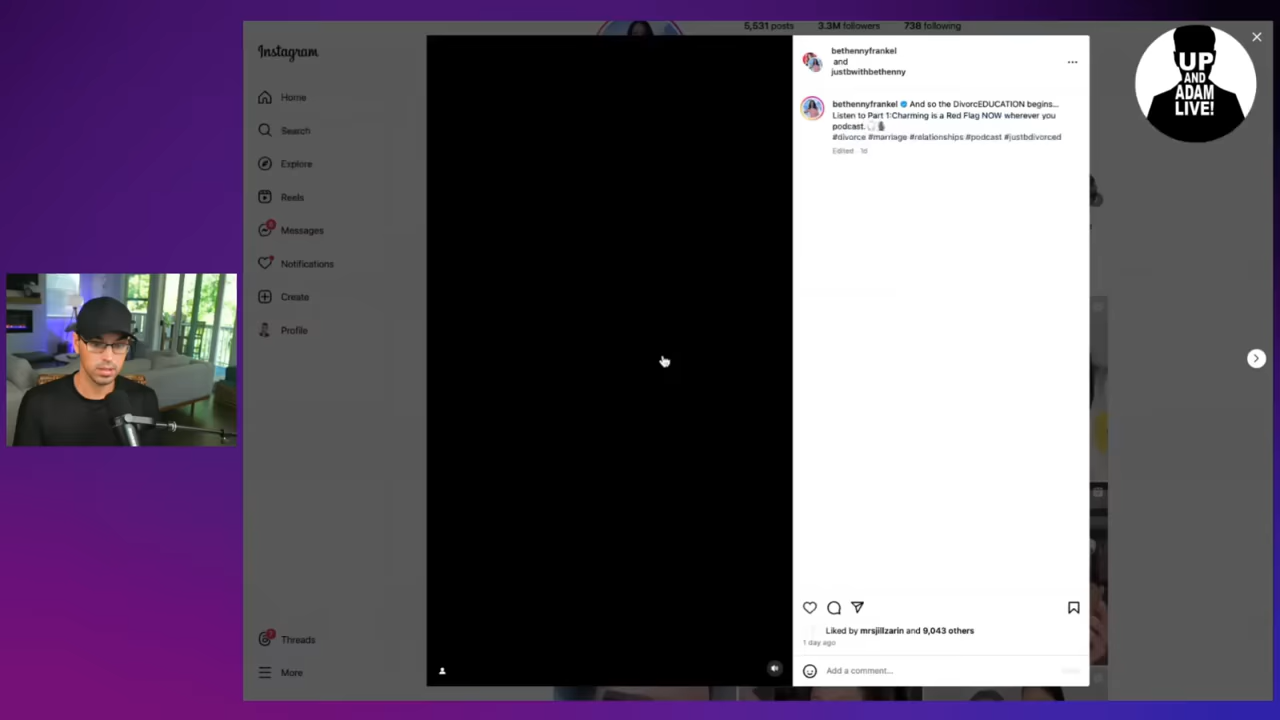 5,531 posts 3.3M followers 738 following
Instagram
Home
Search
Explore
Reels
Messages
Notifications
Create
Profile
Threads
More
bethennyfrankel
and
justbwithbethenny
bethennyfrankel And so the DivorcEDUCATION begins...
Listen to Part 1:Charming is a Red Flag NOW wherever you
podcast.
#divorce #marriage #relationships #podcast #justbdivorced
Edited · 1d
Liked by mrsjillzarin and 9,043 others
1 day ago
Add a comment...
UP
AND
ADAM
LIVE!